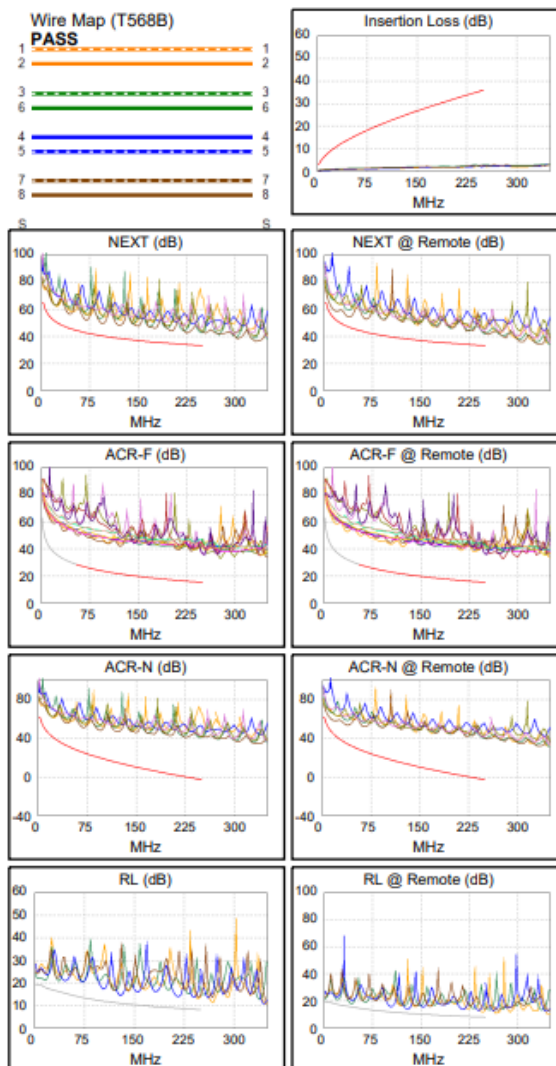 Wire Map (T568B)
PASS
1 1
2 2
3 3
6 6
4 4
5 5
7 7
8 8
S S
Insertion Loss (dB)
60
50
40
30
20
10
0
0 75 150 225 300
MHz
NEXT (dB)
100
80
60
40
20
0
0 75 150 225 300
MHz
NEXT @ Remote (dB)
100
80
60
40
20
0
0 75 150 225 300
MHz
ACR-F (dB)
100
80
60
40
20
0
0 75 150 225 300
MHz
ACR-F @ Remote (dB)
100
80
60
40
20
0
0 75 150 225 300
MHz
ACR-N (dB)
80
40
0
-40
0 75 150 225 300
MHz
ACR-N @ Remote (dB)
80
40
0
-40
0 75 150 225 300
MHz
RL (dB)
60
50
40
30
20
10
0
0 75 150 225 300
MHz
RL @ Remote (dB)
100
80
60
40
20
0
0 75 150 225 300
MHz